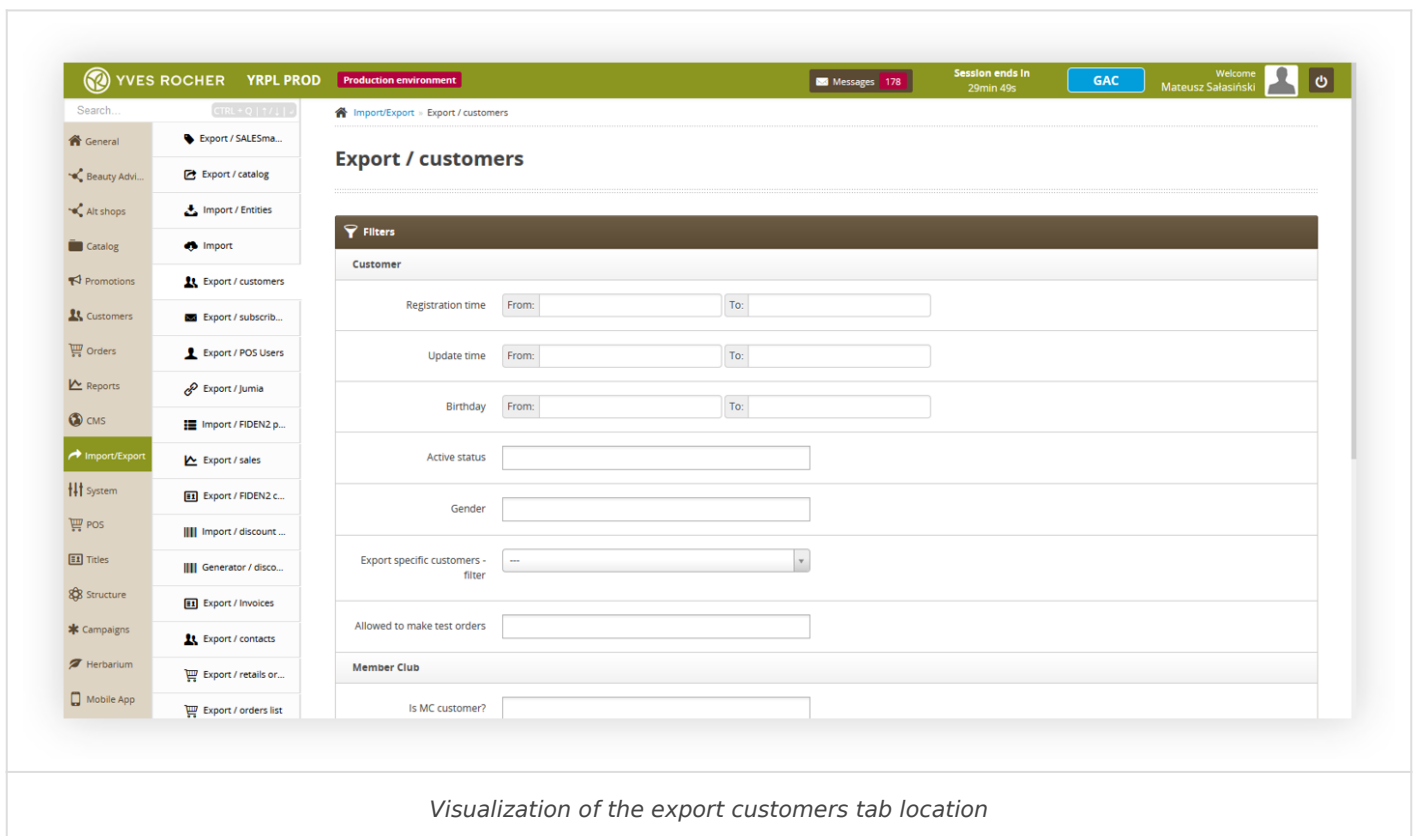 YVES ROCHER YRPL PROD Production environment Messages 178 Session ends in 29min 49s GAC Welcome Mateusz Sałasiński
Search... CTRL + Q | ↑ / ↓ | ↲
General
Beauty Advi...
Alt shops
Catalog
Promotions
Customers
Orders
Reports
CMS
Import/Export
System
POS
Titles
Structure
Campaigns
Herbarium
Mobile App
Export / SALESma...
Export / catalog
Import / Entities
Import
Export / customers
Export / subscrib...
Export / POS Users
Export / Jumia
Import / FIDEN2 p...
Export / sales
Export / FIDEN2 c...
Import / discount ...
Generator / disco...
Export / Invoices
Export / contacts
Export / retails or...
Export / orders list
Import/Export » Export / customers
Export / customers
Filters
Customer
Registration time From: To:
Update time From: To:
Birthday From: To:
Active status
Gender
Export specific customers -
filter
---
Allowed to make test orders
Member Club
Is MC customer?
Visualization of the export customers tab location